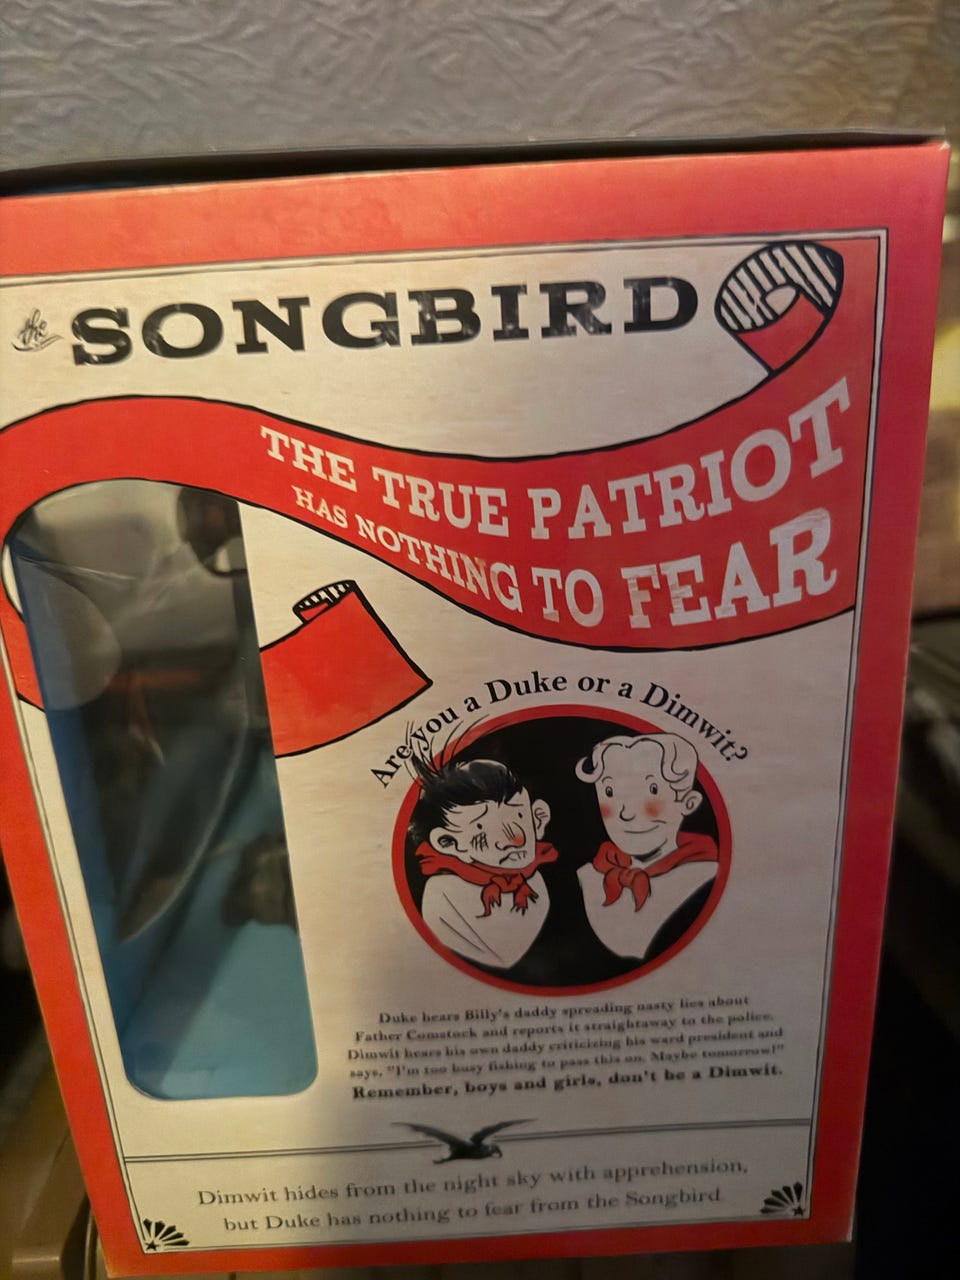 the SONGBIRD
THE TRUE PATRIOT
HAS NOTHING TO FEAR
Are you a Duke or a Dimwit?
Duke hears Billy's daddy spreading nasty lies about
Father Comstock and reports it straightaway to the police.
Dimwit hears his own daddy criticizing his ward president and
says, "I'm too busy fishing to pass this on. Maybe tomorrow!"
Remember, boys and girls, don't be a Dimwit.
Dimwit hides from the night sky with apprehension,
but Duke has nothing to fear from the Songbird